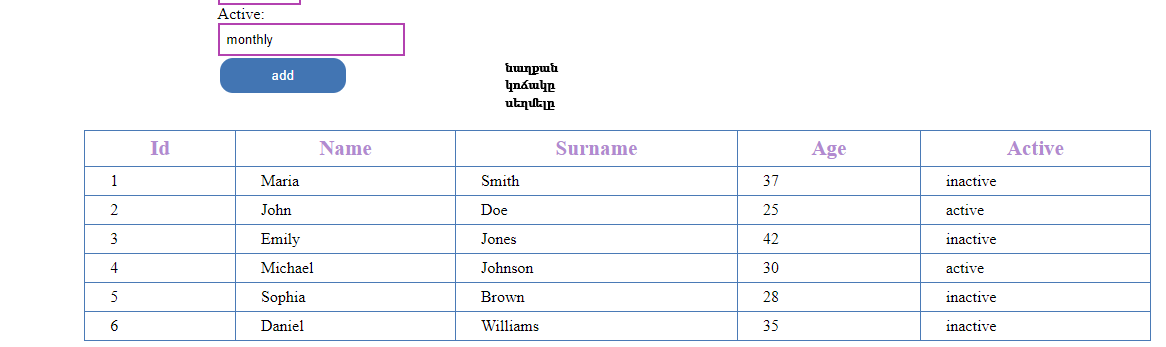 Active:
monthly
add
նաղքան
կոճակը
սեղմելը
Id Name Surname Age Active
1 Maria Smith 37 inactive
2 John Doe 25 active
3 Emily Jones 42 inactive
4 Michael Johnson 30 active
5 Sophia Brown 28 inactive
6 Daniel Williams 35 inactive